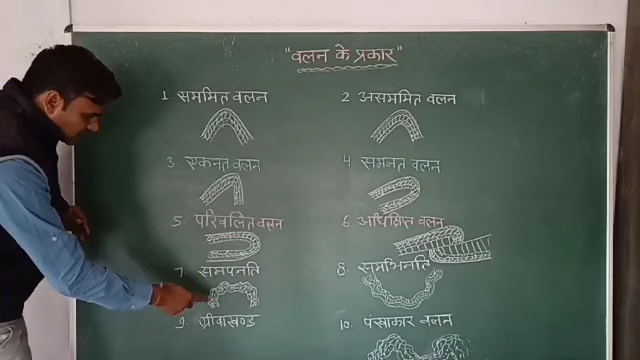 "वलन के प्रकार"
1 सममित वलन
2 असममित वलन
3. एकनत वलन
4 समनत वलन
5. परिवलित वलन
6. अधिक्षिप्त वलन
7. समपनति
8. समभिनति
9. ग्रीवाखण्ड
10. पंखाकार वलन